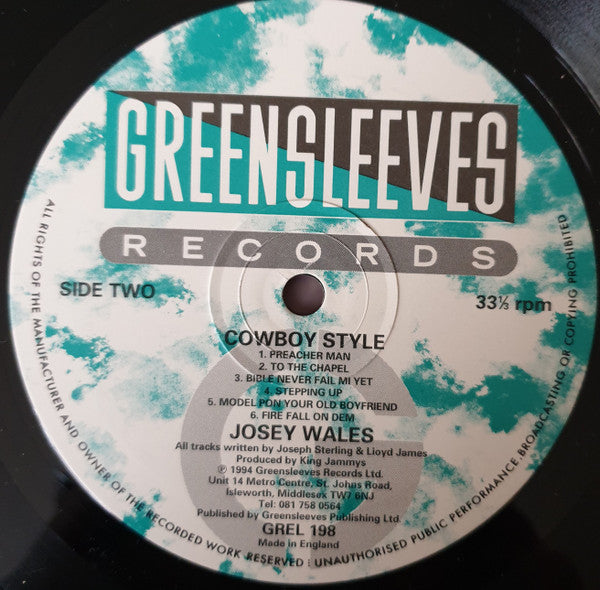 GREENSLEEVES
RECORDS
SIDE TWO
33⅓ rpm
COWBOY STYLE
1. PREACHER MAN
2. TO THE CHAPEL
3. BIBLE NEVER FAIL MI YET
4. STEPPING UP
5. MODEL PON YOUR OLD BOYFRIEND
6. FIRE FALL ON DEM
JOSEY WALES
All tracks written by Joseph Sterling & Lloyd James
Produced by King Jammys
℗ 1994 Greensleeves Records Ltd.
Unit 14 Metro Centre, St. Johns Road,
Isleworth, Middlesex TW7 6NJ
Tel: 081 758 0564
Published by Greensleeves Publishing Ltd.
GREL 198
Made in England
ALL RIGHTS OF THE MANUFACTURER AND OWNER OF THE RECORDED WORK RESERVED : UNAUTHORISED PUBLIC PERFORMANCE, BROADCASTING OR COPYING PROHIBITED